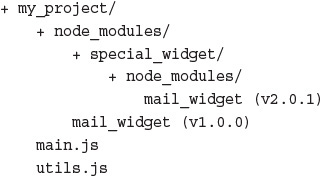 + my_project/
+ node_modules/
+ special_widget/
+ node_modules/
mail_widget (v2.0.1)
mail_widget (v1.0.0)
main.js
utils.js